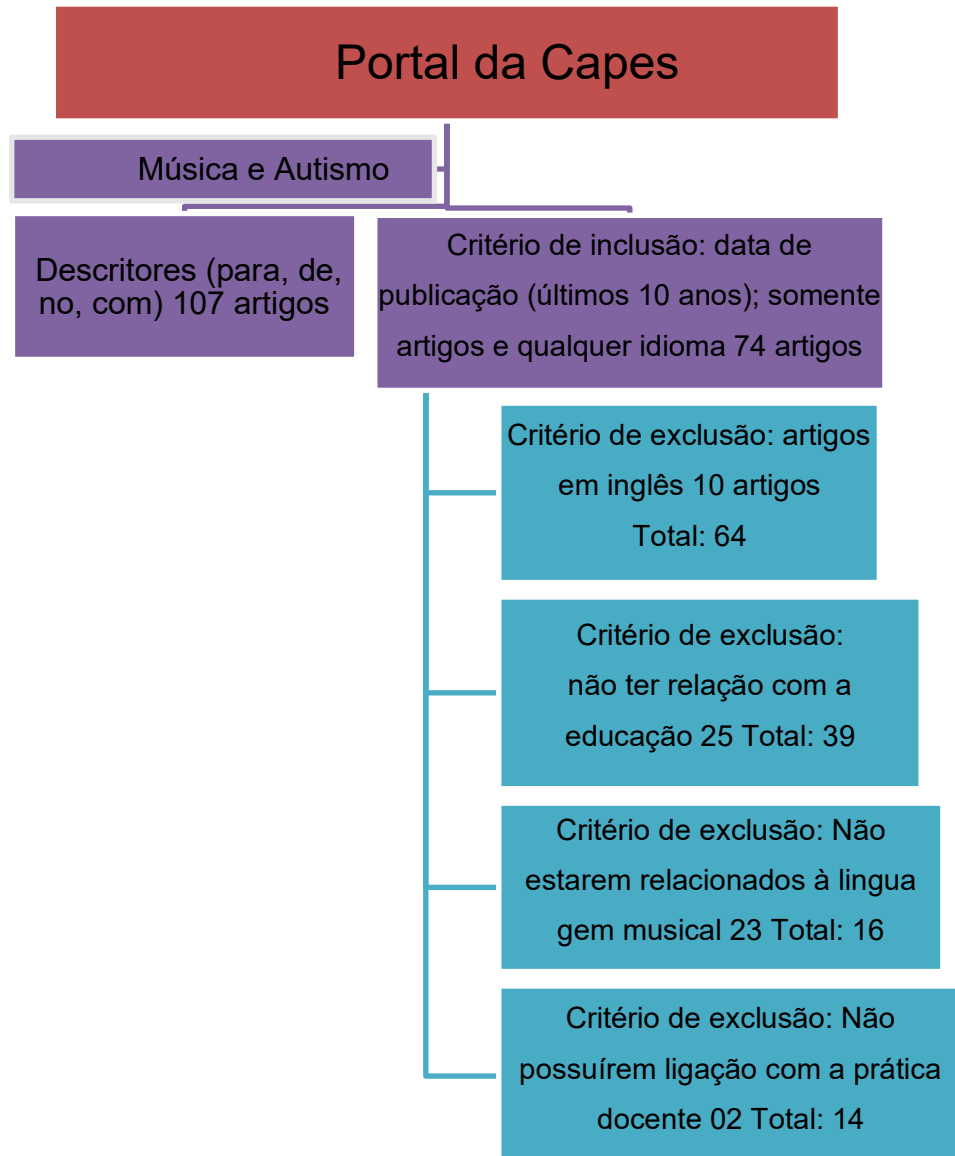 Portal da Capes
Música e Autismo
Descritores (para, de,
no, com) 107 artigos
Critério de inclusão: data de
publicação (últimos 10 anos); somente
artigos e qualquer idioma 74 artigos
Critério de exclusão: artigos
em inglês 10 artigos
Total: 64
Critério de exclusão:
não ter relação com a
educação 25 Total: 39
Critério de exclusão: Não
estarem relacionados à lingua
gem musical 23 Total: 16
Critério de exclusão: Não
possuírem ligação com a prática
docente 02 Total: 14